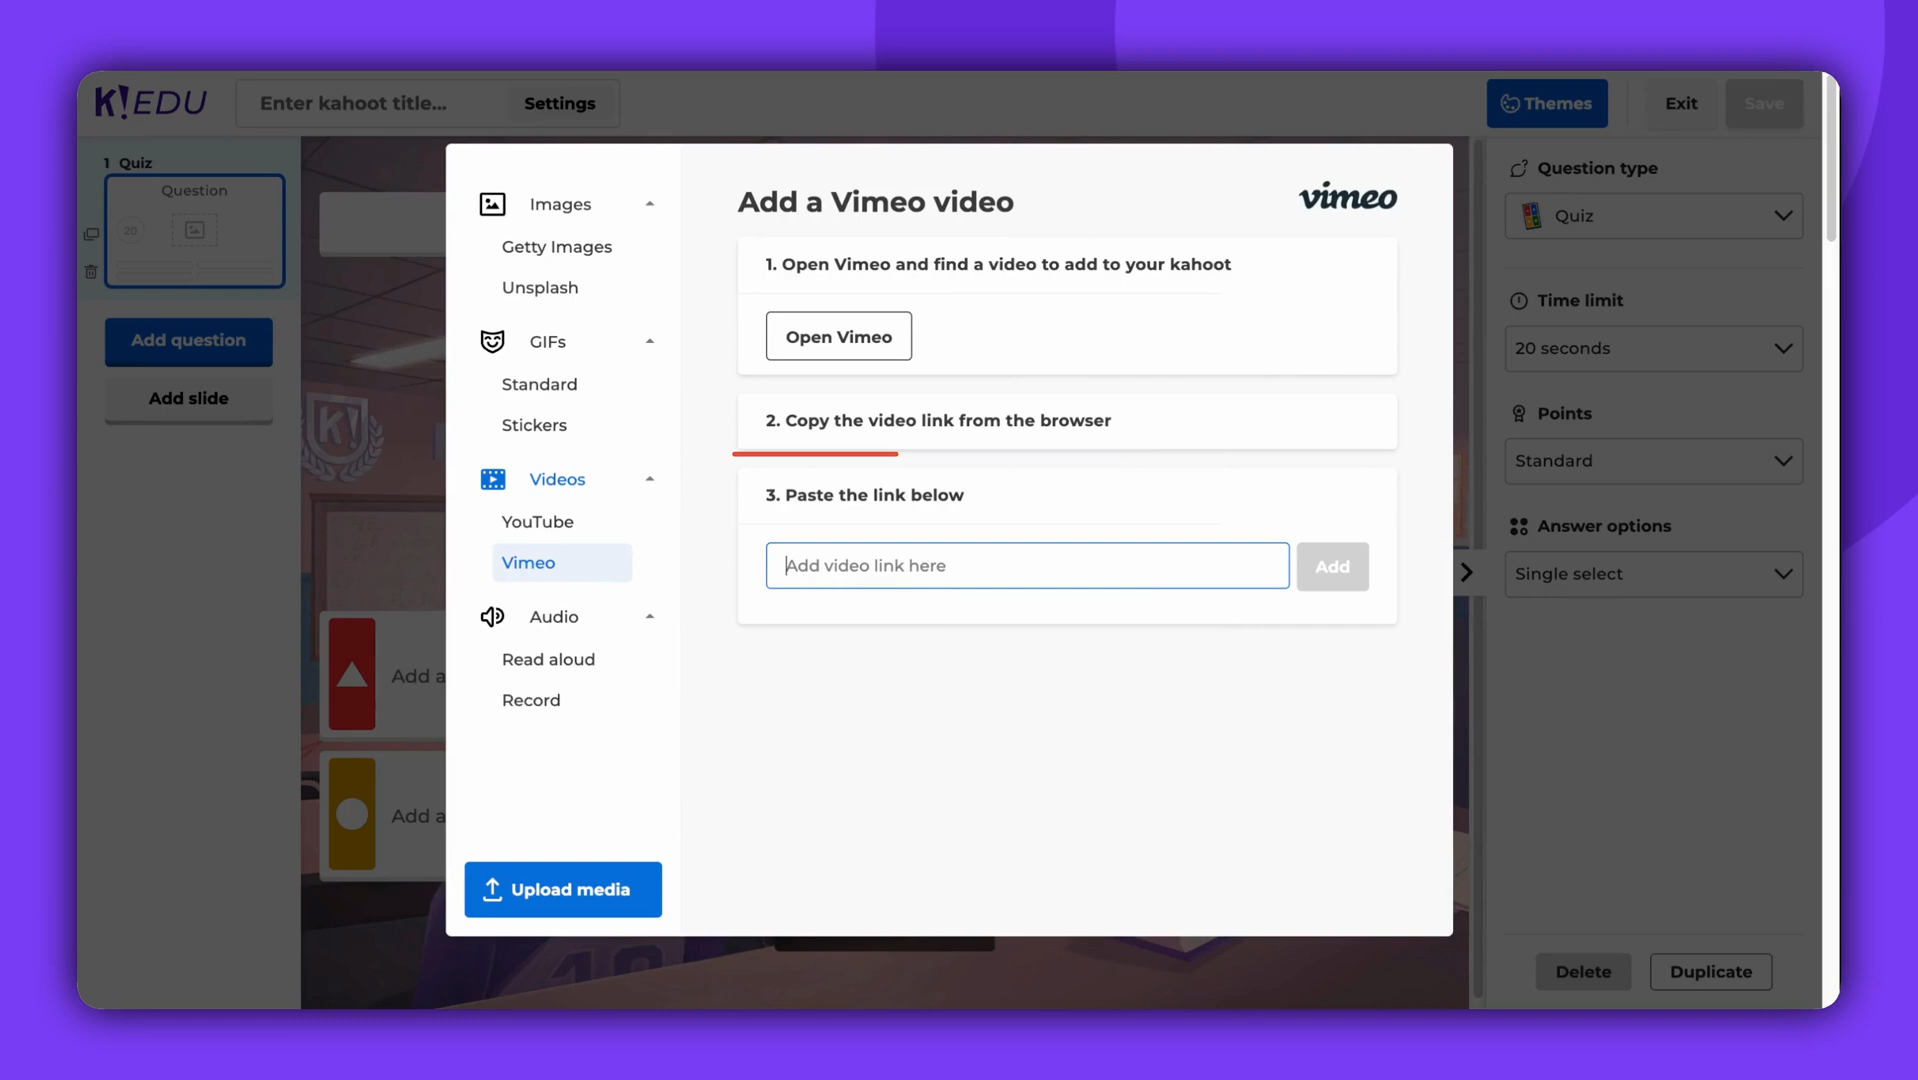 K!EDU
Enter kahoot title...
Settings
Themes
Exit
Save
1 Quiz
Question
20
Add question
Add slide
K!
Images
Getty Images
Unsplash
GIFs
Standard
Stickers
Videos
YouTube
Vimeo
Audio
Read aloud
Record
Upload media
Add a Vimeo video
vimeo
1. Open Vimeo and find a video to add to your kahoot
Open Vimeo
2. Copy the video link from the browser
3. Paste the link below
Add video link here
Add
Add a
Add a
Question type
Quiz
Time limit
20 seconds
Points
Standard
Answer options
Single select
Delete
Duplicate